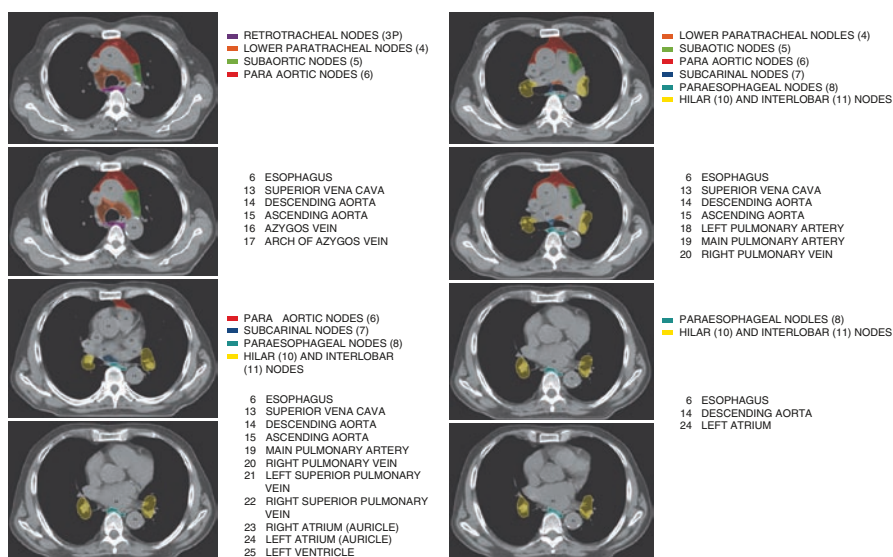 RETROTRACHEAL NODES (3P)
LOWER PARATRACHEAL NODES (4)
SUBAORTIC NODES (5)
PARA AORTIC NODES (6)
6 ESOPHAGUS
13 SUPERIOR VENA CAVA
14 DESCENDING AORTA
15 ASCENDING AORTA
16 AZYGOS VEIN
17 ARCH OF AZYGOS VEIN
PARA AORTIC NODES (6)
SUBCARINAL NODES (7)
PARAESOPHAGEAL NODES (8)
HILAR (10) AND INTERLOBAR
(11) NODES
6 ESOPHAGUS
13 SUPERIOR VENA CAVA
14 DESCENDING AORTA
15 ASCENDING AORTA
19 MAIN PULMONARY ARTERY
20 RIGHT PULMONARY VEIN
21 LEFT SUPERIOR PULMONARY
VEIN
22 RIGHT SUPERIOR PULMONARY
VEIN
23 RIGHT ATRIUM (AURICLE)
24 LEFT ATRIUM (AURICLE)
25 LEFT VENTRICLE
LOWER PARATRACHEAL NODLES (4)
SUBAOTIC NODES (5)
PARA AORTIC NODES (6)
SUBCARINAL NODES (7)
PARAESOPHAGEAL NODES (8)
HILAR (10) AND INTERLOBAR (11) NODES
6 ESOPHAGUS
13 SUPERIOR VENA CAVA
14 DESCENDING AORTA
15 ASCENDING AORTA
18 LEFT PULMONARY ARTERY
19 MAIN PULMONARY ARTERY
20 RIGHT PULMONARY VEIN
PARAESOPHAGEAL NODLES (8)
HILAR (10) AND INTERLOBAR (11) NODES
6 ESOPHAGUS
14 DESCENDING AORTA
24 LEFT ATRIUM